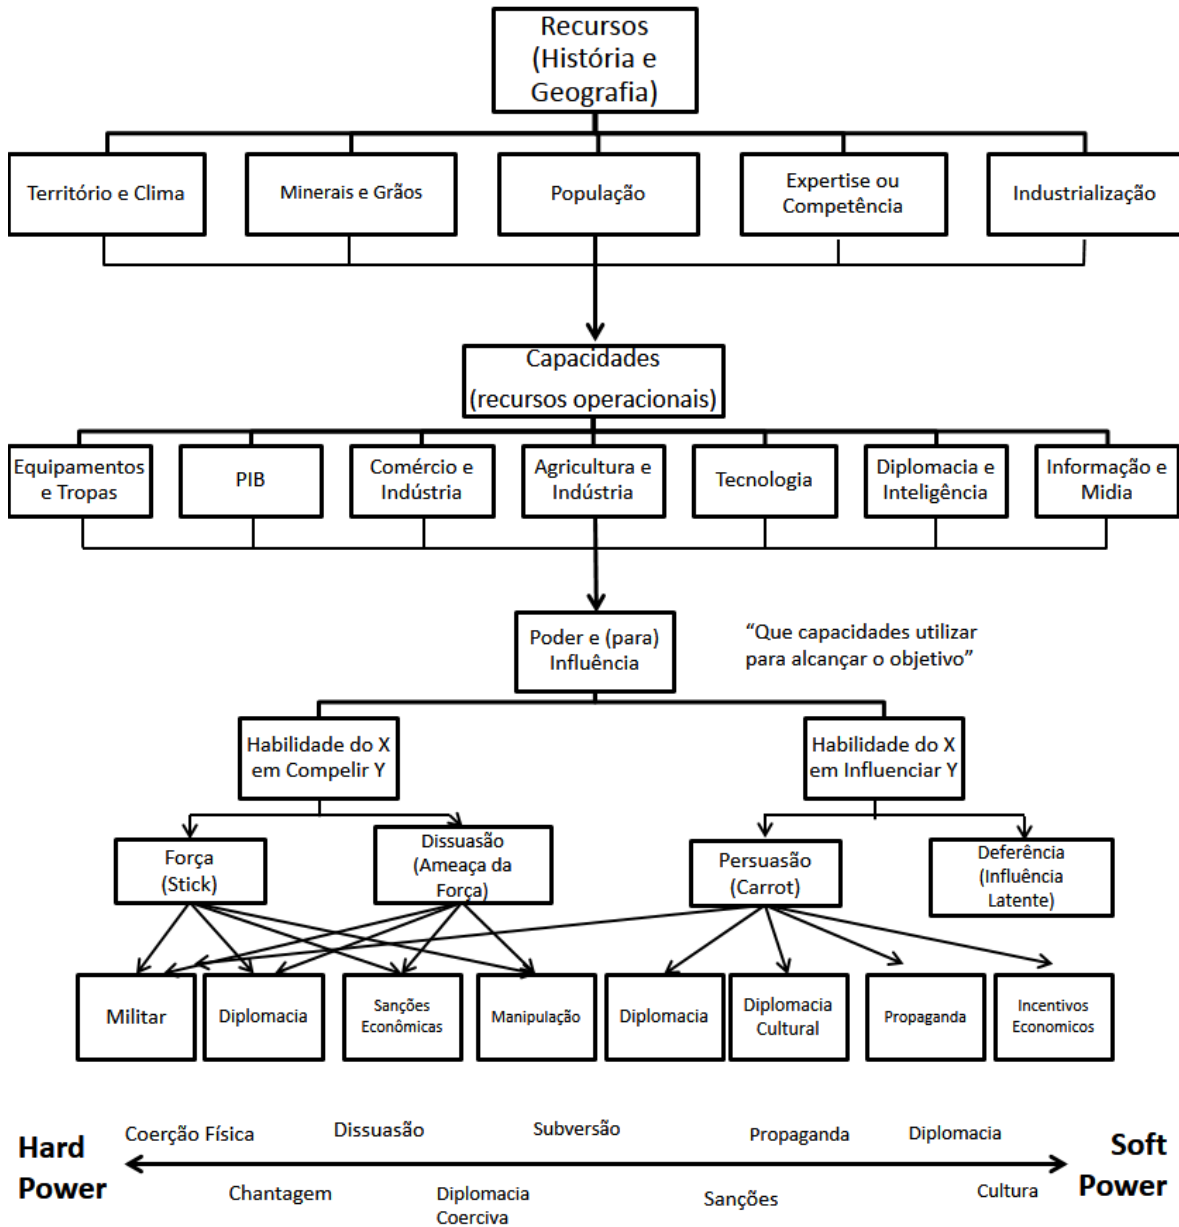 Recursos
(História e
Geografia)
Território e Clima
Minerais e Grãos
População
Expertise ou
Competência
Industrialização
Capacidades
(recursos operacionais)
Equipamentos
e Tropas
PIB
Comércio e
Indústria
Agricultura e
Indústria
Tecnologia
Diplomacia e
Inteligência
Informação e
Midia
Poder e (para)
Influência
“Que capacidades utilizar
para alcançar o objetivo”
Habilidade do X
em Compelir Y
Habilidade do X
em Influenciar Y
Força
(Stick)
Dissuasão
(Ameaça da
Força)
Persuasão
(Carrot)
Deferência
(Influência
Latente)
Militar
Diplomacia
Sanções
Econômicas
Manipulação
Diplomacia
Diplomacia
Cultural
Propaganda
Incentivos
Economicos
Hard
Power
Coerção Física
Dissuasão
Subversão
Propaganda
Diplomacia
Chantagem
Diplomacia
Coerciva
Sanções
Cultura
Soft
Power